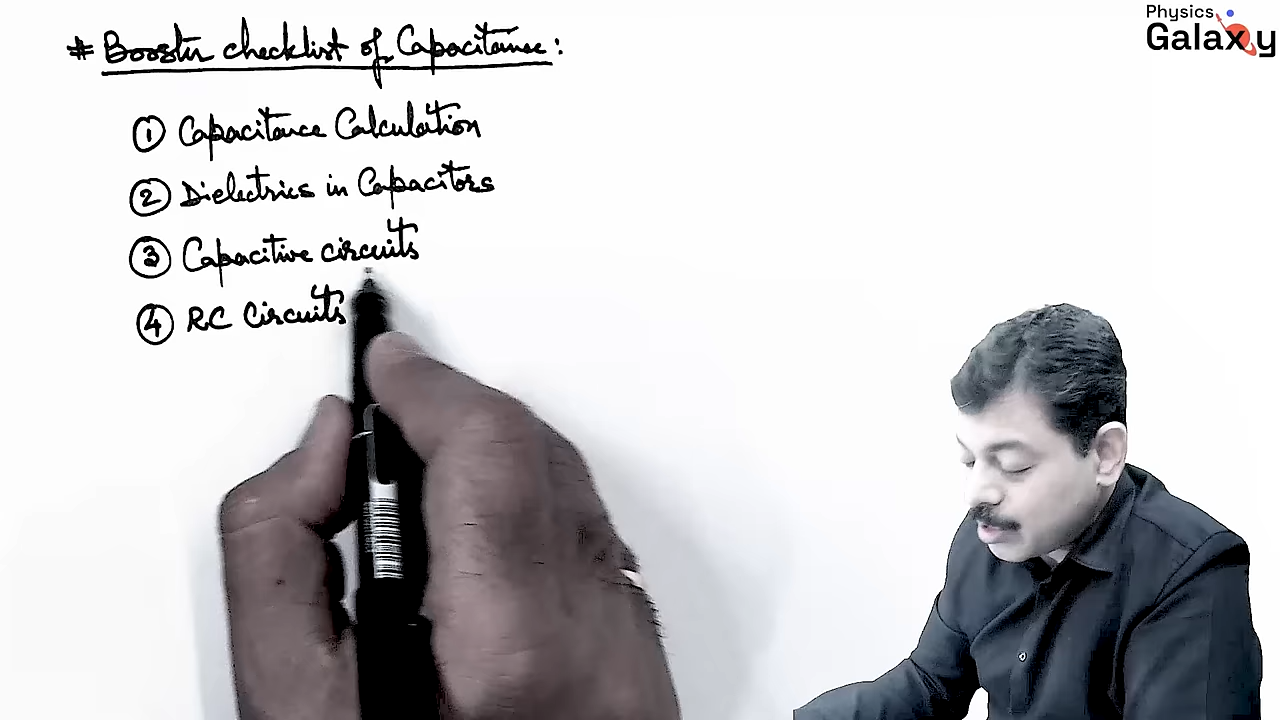 # Booster checklist of Capacitance :
① Capacitance Calculation
② Dielectrics in Capacitors
③ Capacitive circuits
④ RC Circuits
Physics
Galaxy